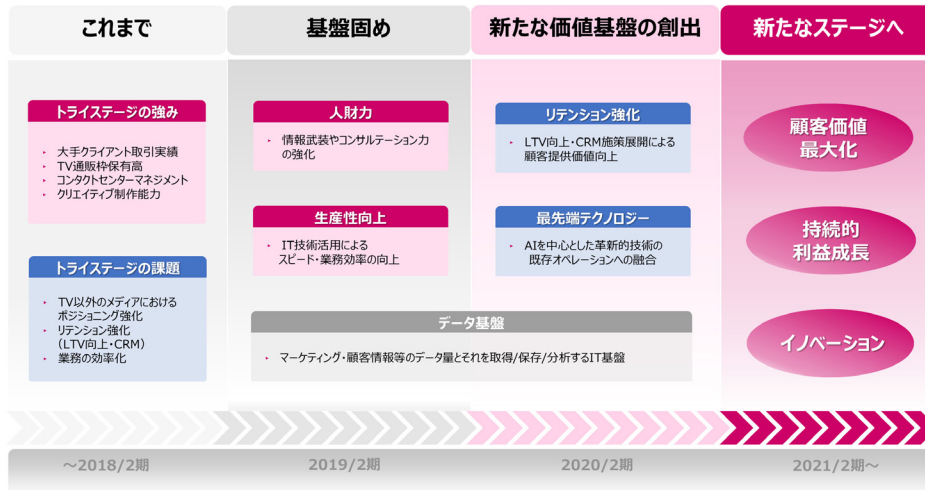 これまで
基盤固め
新たな価値基盤の創出
新たなステージへ
トライステージの強み
・ 大手クライアント取引実績
・ TV通販枠保有高
・ コンタクトセンターマネジメント
・ クリエイティブ制作能力
トライステージの課題
・ TV以外のメディアにおける
ポジショニング強化
・ リテンション強化
(LTV向上・CRM)
・ 業務の効率化
人財力
・ 情報武装やコンサルテーション力
の強化
生産性向上
・ IT技術活用による
スピード・業務効率の向上
リテンション強化
・ LTV向上・CRM施策展開による
顧客提供価値向上
最先端テクノロジー
・ AIを中心とした革新的技術の
既存オペレーションへの融合
データ基盤
・ マーケティング・顧客情報等のデータ量とそれを取得/保存/分析するIT基盤
顧客価値
最大化
持続的
利益成長
イノベーション
～2018/2期
2019/2期
2020/2期
2021/2期～